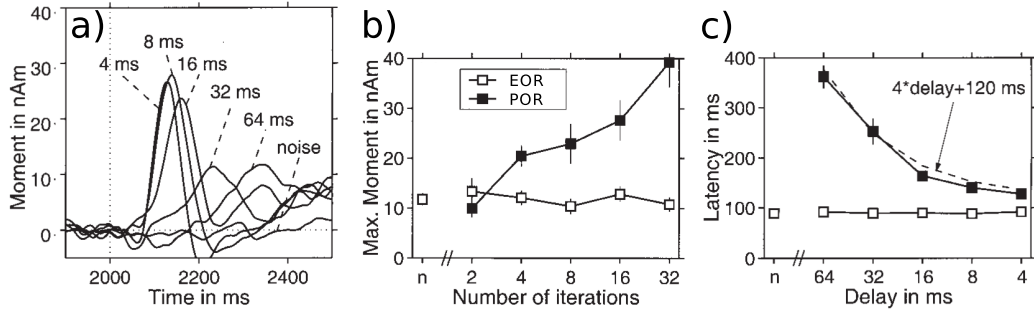 a)
40
30
20
10
0
Moment in nAm
4 ms
8 ms
16 ms
32 ms
64 ms
noise
2000
2200
2400
Time in ms
b)
40
30
20
10
0
Max. Moment in nAm
EOR
POR
n
//
2
4
8
16
32
Number of iterations
c)
400
300
200
100
0
Latency in ms
4*delay+120 ms
n
//
64
32
16
8
4
Delay in ms